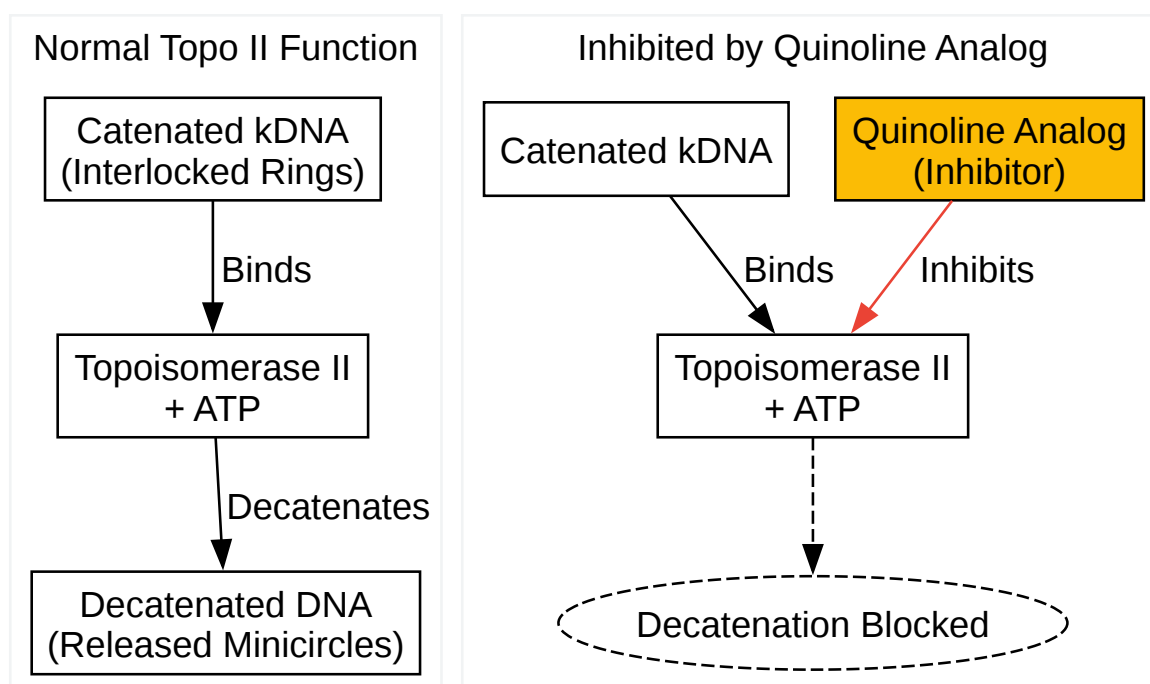 Normal Topo II Function
Catenated kDNA
(Interlocked Rings)
Binds
Topoisomerase II
+ ATP
Decatenates
Decatenated DNA
(Released Minicircles)
Inhibited by Quinoline Analog
Catenated kDNA
Quinoline Analog
(Inhibitor)
Binds
Inhibits
Topoisomerase II
+ ATP
Decatenation Blocked